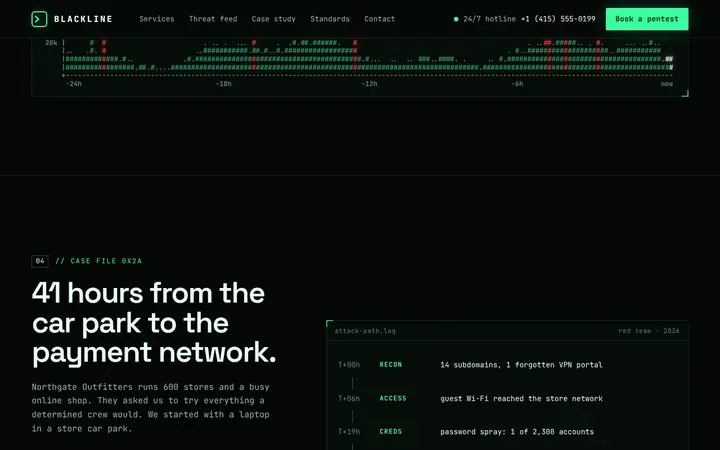 BLACKLINE
Services Threat feed Case study Standards Contact
24/7 hotline +1 (415) 555-0199
Book a pentest
20k
-24h -18h -12h -6h now
04 // CASE FILE 0X2A
41 hours from the
car park to the
payment network.
Northgate Outfitters runs 600 stores and a busy
online shop. They asked us to try everything a
determined crew would. We started with a laptop
in a store car park.
attack-path.log red team · 2026
T+00h RECON 14 subdomains, 1 forgotten VPN portal
T+06h ACCESS guest Wi-Fi reached the store network
T+19h CREDS password spray: 1 of 2,300 accounts